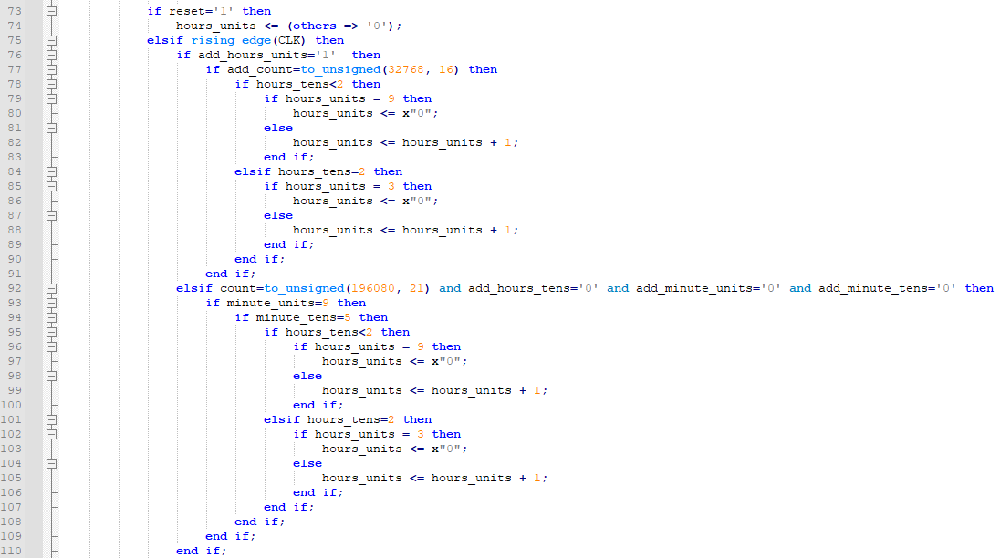 73 if reset='1' then
74 hours_units <= (others => '0');
75 elsif rising_edge(CLK) then
76 if add_hours_units='1'  then
77 if add_count=to_unsigned(32768, 16) then
78 if hours_tens<2 then
79 if hours_units = 9 then
80 hours_units <= x"0";
81 else
82 hours_units <= hours_units + 1;
83 end if;
84 elsif hours_tens=2 then
85 if hours_units = 3 then
86 hours_units <= x"0";
87 else
88 hours_units <= hours_units + 1;
89 end if;
90 end if;
91 end if;
92 elsif count=to_unsigned(196080, 21) and add_hours_tens='0' and add_minute_units='0' and add_minute_tens='0' then
93 if minute_units=9 then
94 if minute_tens=5 then
95 if hours_tens<2 then
96 if hours_units = 9 then
97 hours_units <= x"0";
98 else
99 hours_units <= hours_units + 1;
100 end if;
101 elsif hours_tens=2 then
102 if hours_units = 3 then
103 hours_units <= x"0";
104 else
105 hours_units <= hours_units + 1;
106 end if;
107 end if;
108 end if;
109 end if;
110 end if;